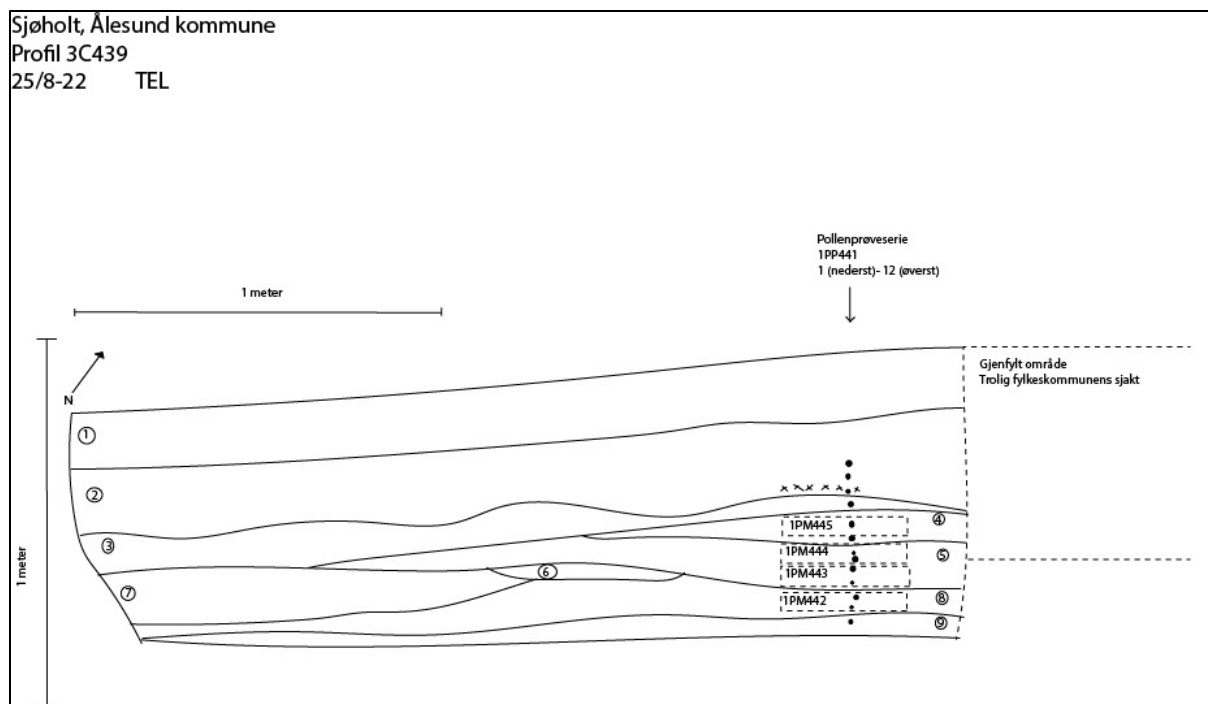 Sjøholt, Ålesund kommune
Profil 3C439
25/8-22 TEL
Pollenprøveserie
1PP441
1 (nederst)- 12 (øverst)
1 meter
Gjenfylt område
Trolig fylkeskommunens sjakt
N
1
2
3
4
1PM445
5
1PM444
6
1PM443
7
8
1PM442
9
1 meter